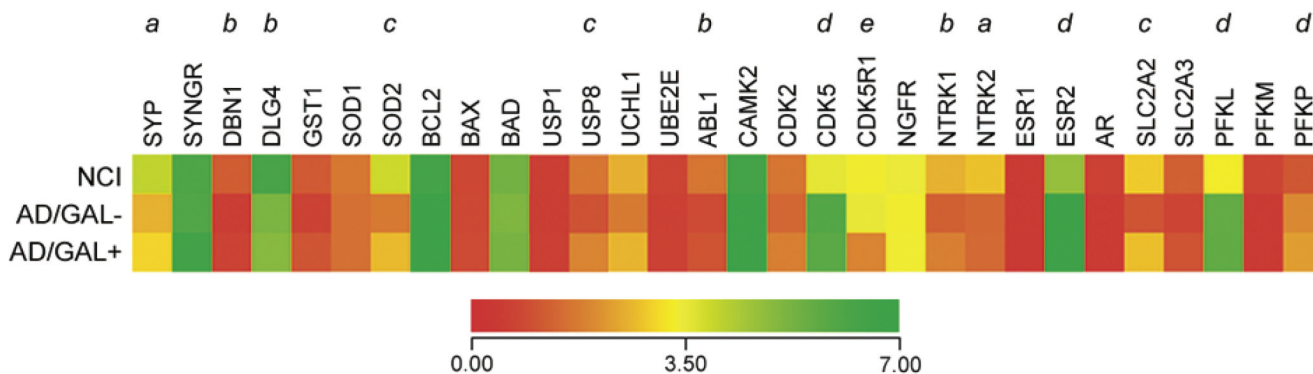 a b b c c b d e b a d c d d
SYP SYNGR DBN1 DLG4 GST1 SOD1 SOD2 BCL2 BAX BAD USP1 USP8 UCHL1 UBE2E ABL1 CAMK2 CDK2 CDK5 CDK5R1 NGFR NTRK1 NTRK2 ESR1 ESR2 AR SLC2A2 SLC2A3 PFKL PFKM PFKP
NCI
AD/GAL-
AD/GAL+
0.00 3.50 7.00